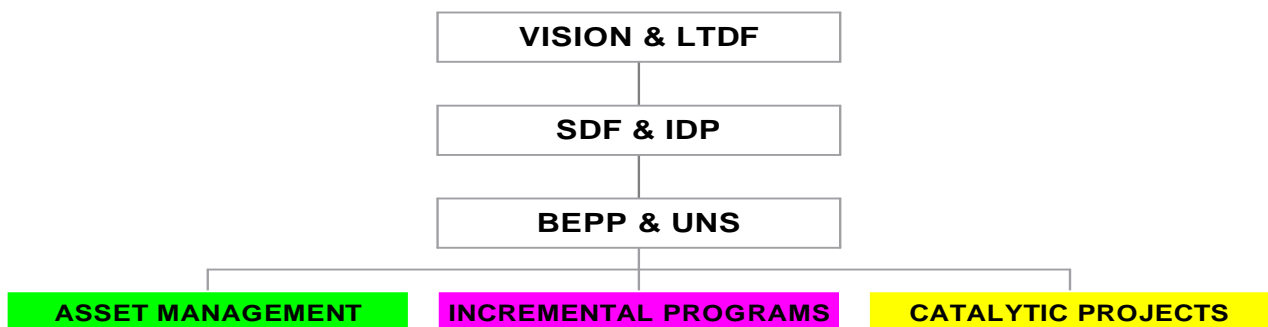 VISION & LTDF
SDF & IDP
BEPP & UNS
ASSET MANAGEMENT
INCREMENTAL PROGRAMS
CATALYTIC PROJECTS